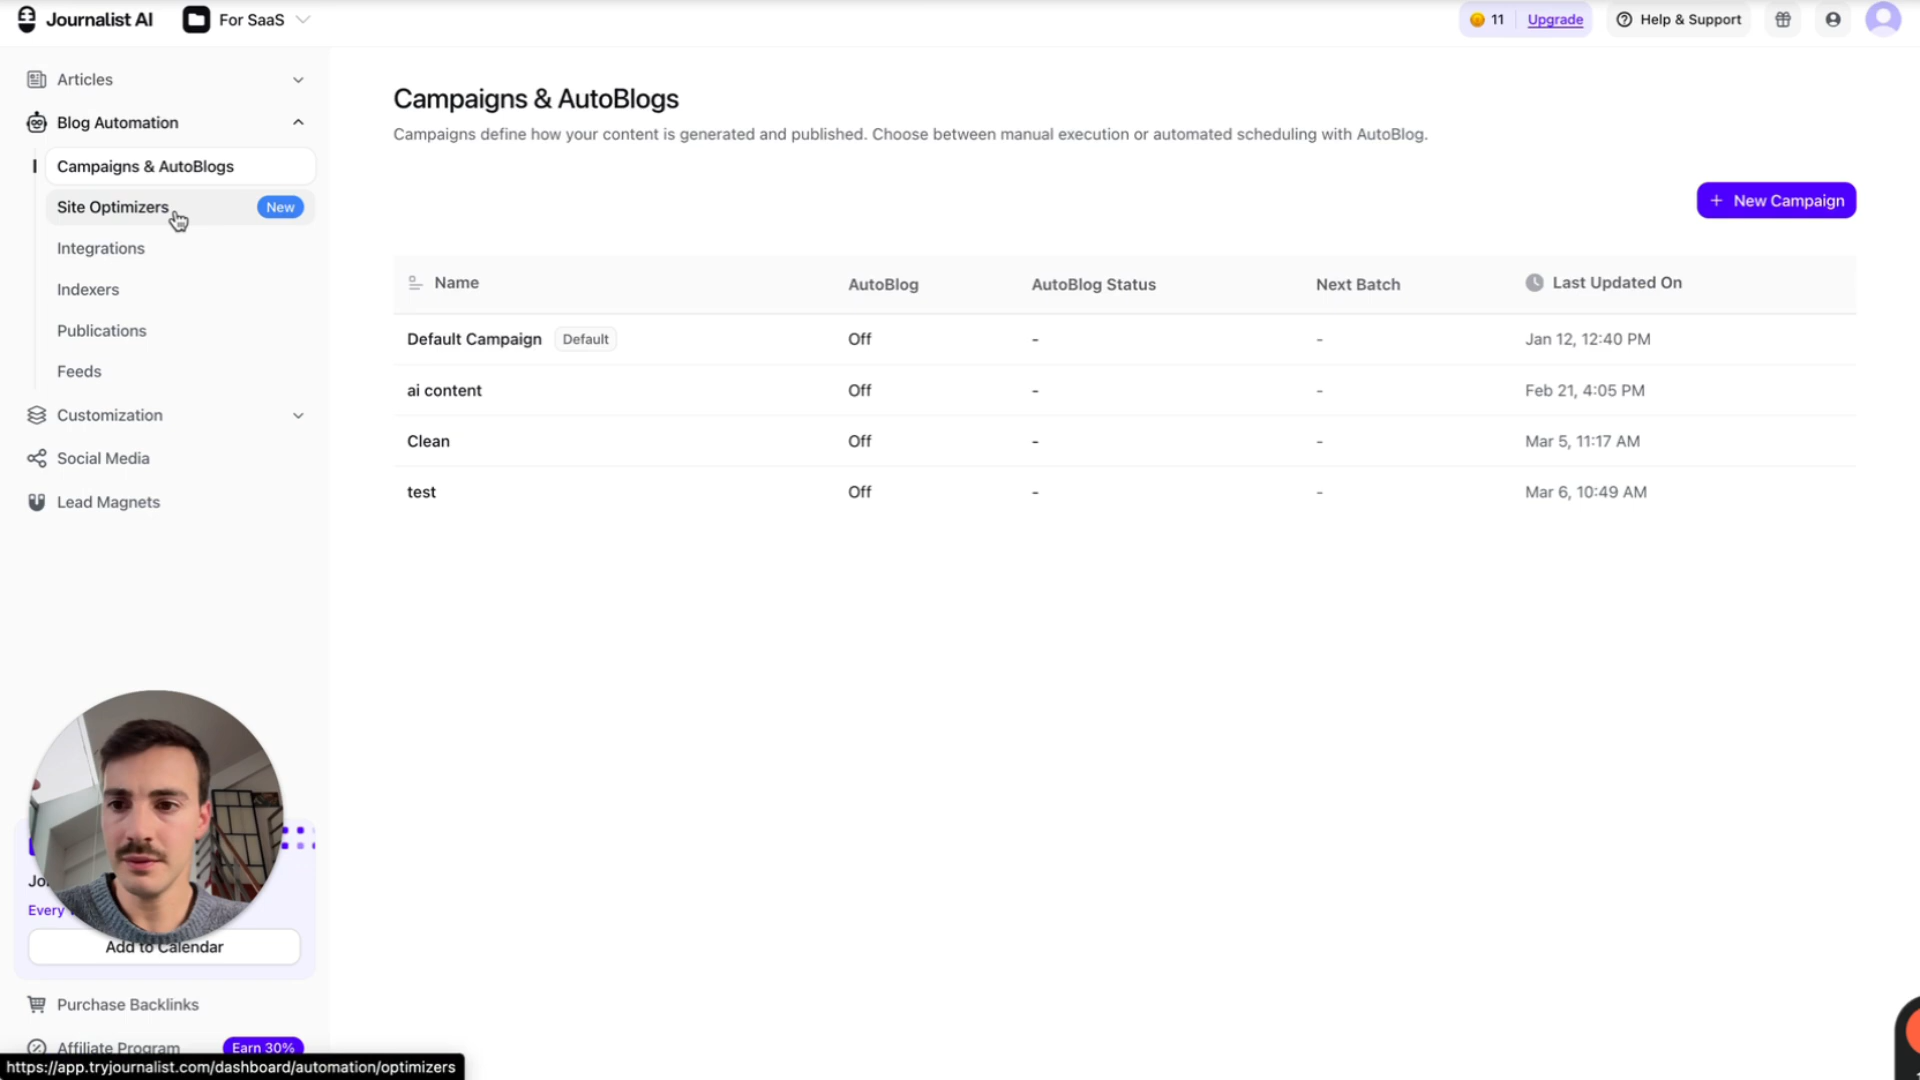 Journalist AI
For SaaS
11
Upgrade
Help & Support
Articles
Blog Automation
Campaigns & AutoBlogs
Site Optimizers
New
Integrations
Indexers
Publications
Feeds
Customization
Social Media
Lead Magnets
Every
Add to Calendar
Purchase Backlinks
Affiliate Program
Earn 30%
https://app.tryjournalist.com/dashboard/automation/optimizers
Campaigns & AutoBlogs
Campaigns define how your content is generated and published. Choose between manual execution or automated scheduling with AutoBlog.
+ New Campaign
Name AutoBlog AutoBlog Status Next Batch Last Updated On
Default Campaign Default Off - - Jan 12, 12:40 PM
ai content Off - - Feb 21, 4:05 PM
Clean Off - - Mar 5, 11:17 AM
test Off - - Mar 6, 10:49 AM